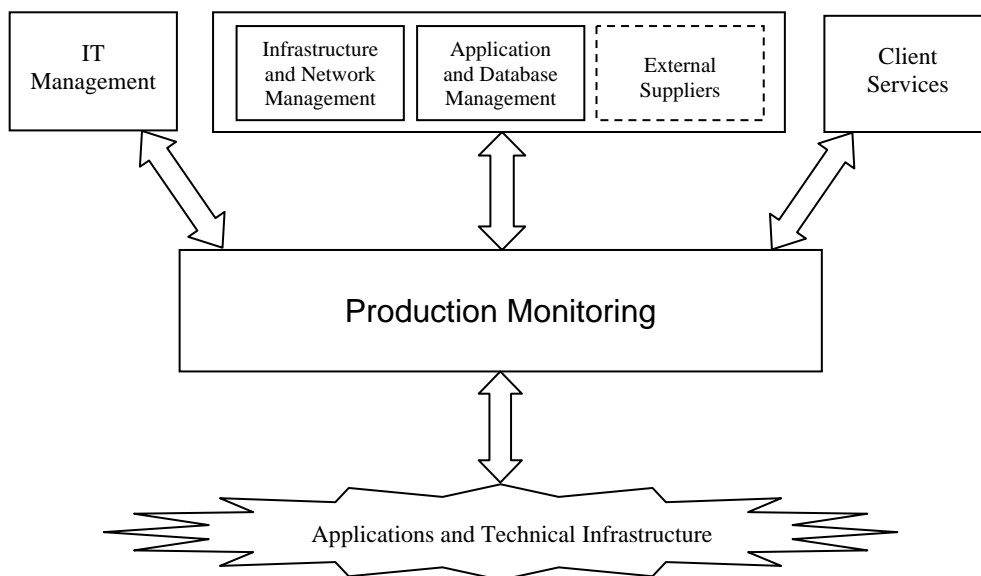 IT
Management
Infrastructure
and Network
Management
Application
and Database
Management
External
Suppliers
Client
Services
Production Monitoring
Applications and Technical Infrastructure